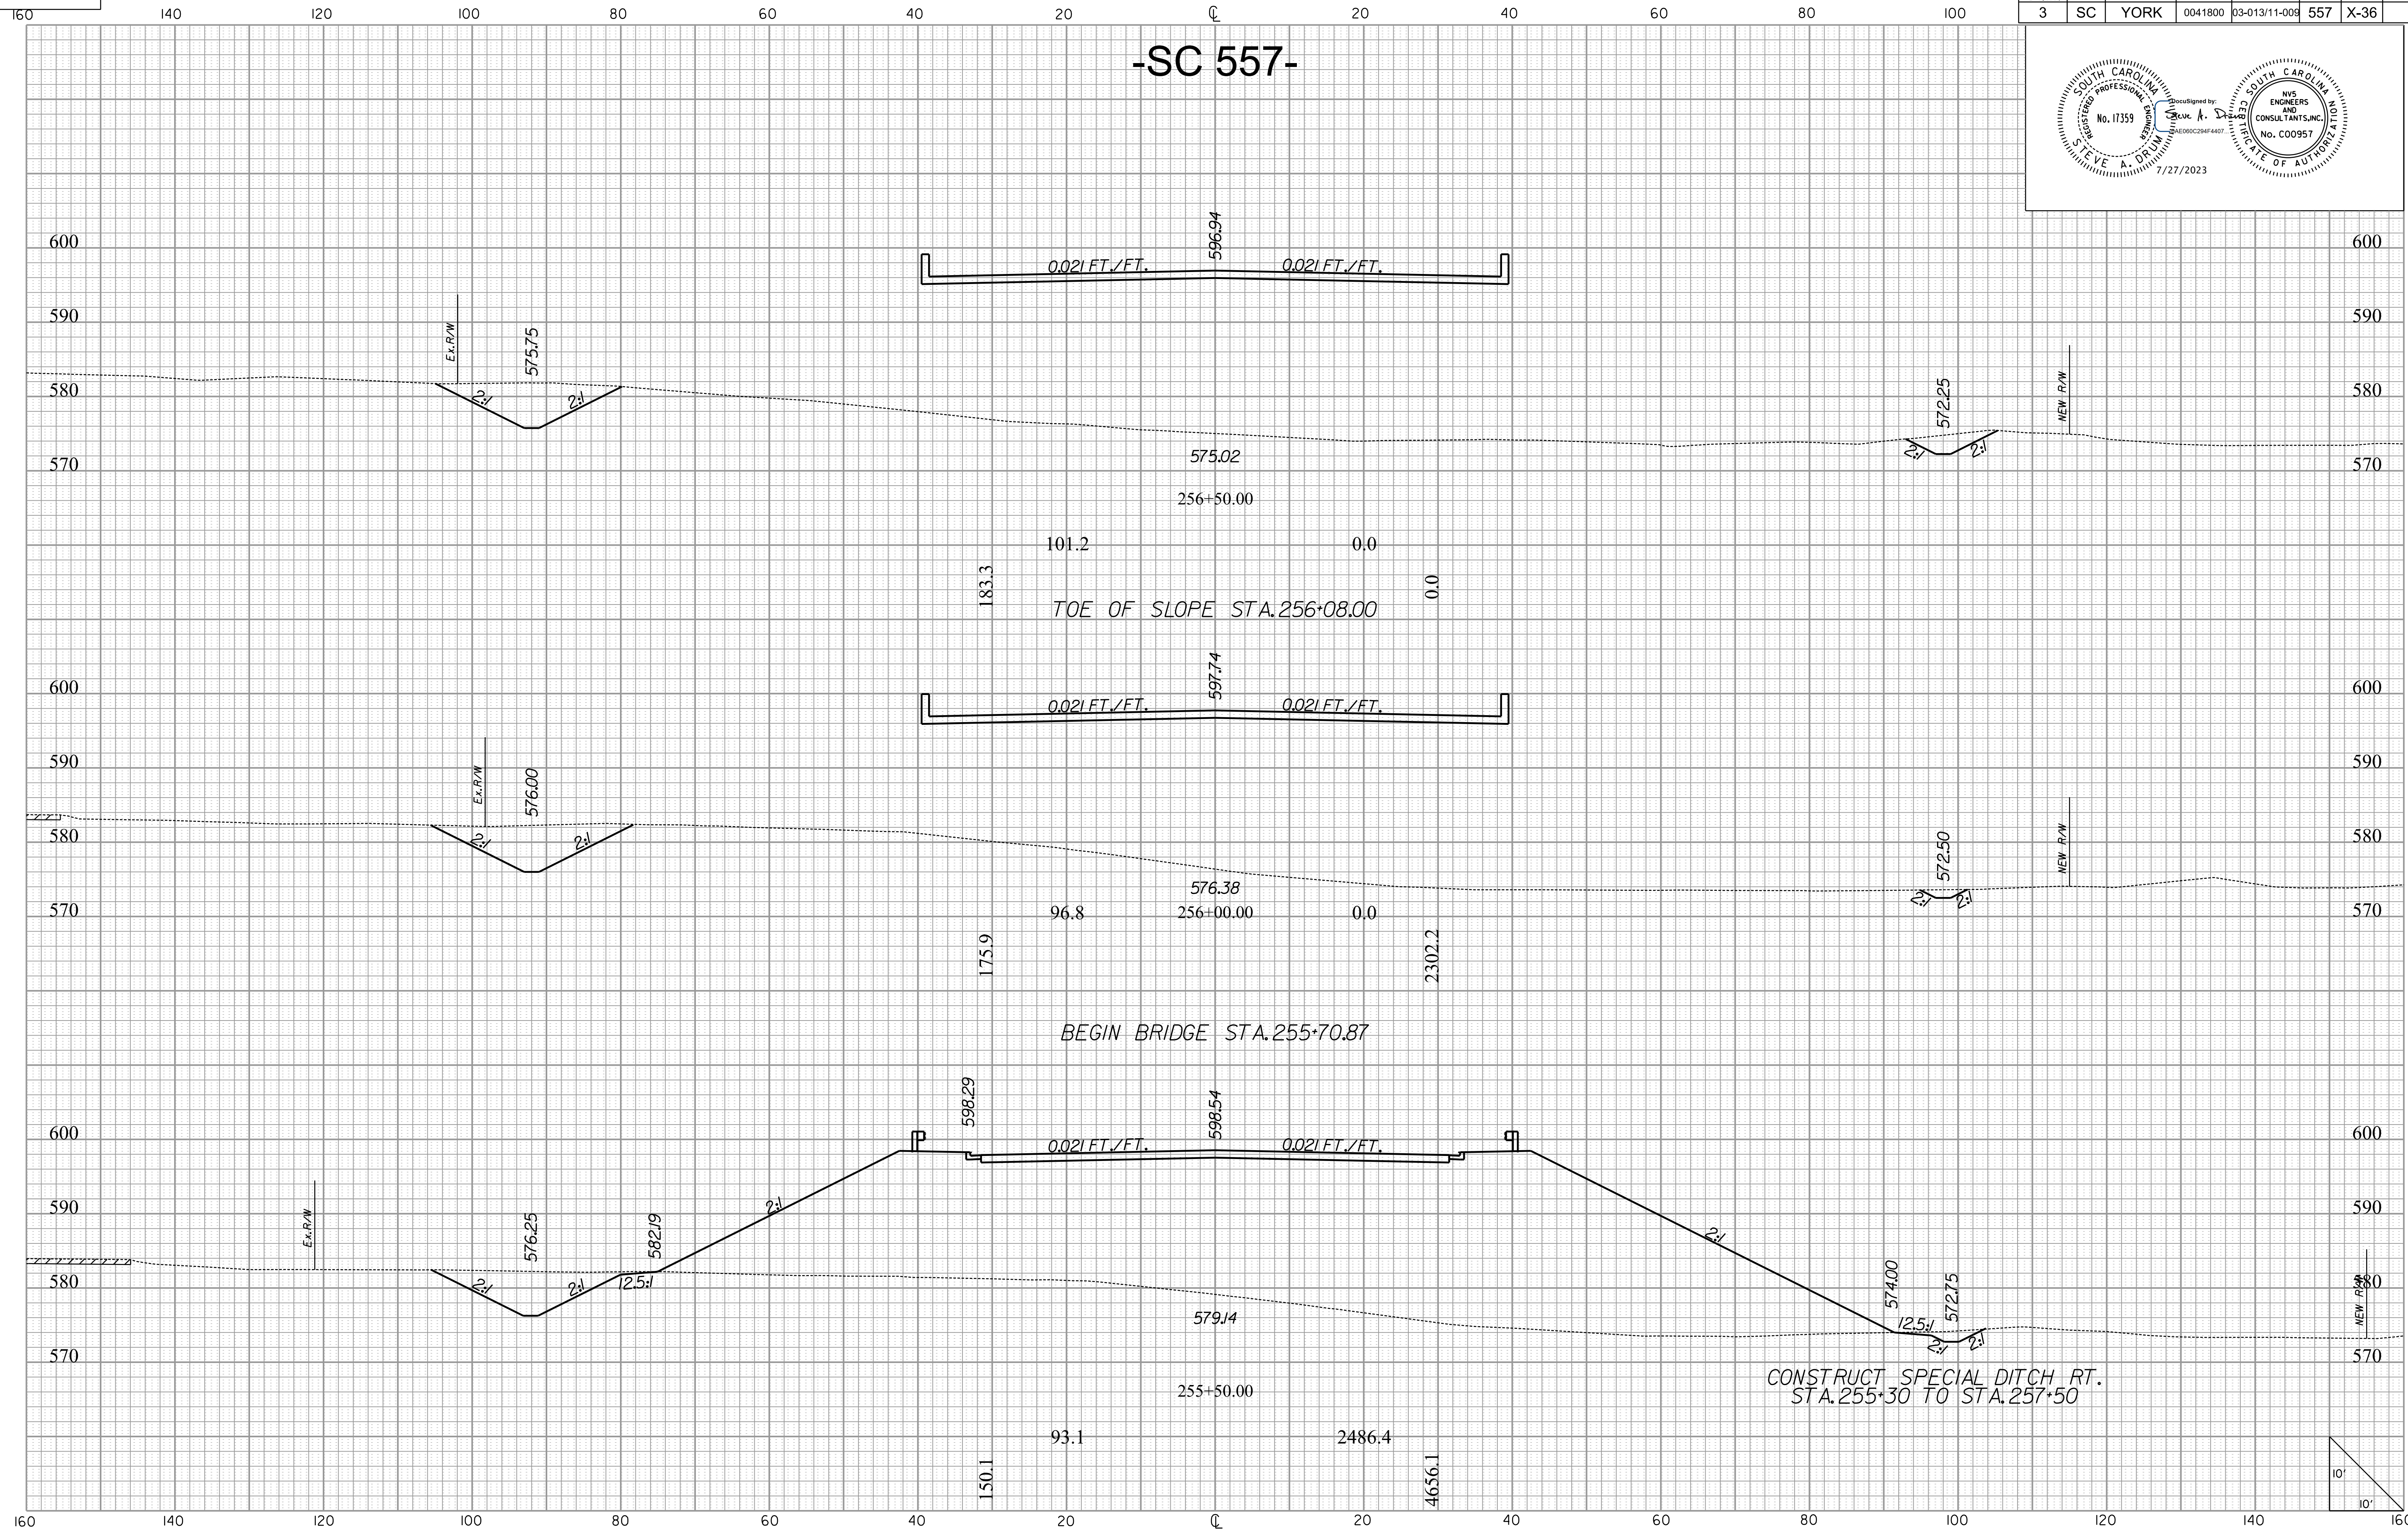 160 140 120 100 80 60 40 20 ℄ 20 40 60 80 100
3 SC YORK 0041800 03-013/11-009 557 X-36
-SC 557-
SOUTH CAROLINA
REGISTERED PROFESSIONAL ENGINEER
No. 17359
STEVE A. DRUM
DocuSigned by:
Steve A. Drum
AE060C294F4407...
7/27/2023
SOUTH CAROLINA
NV5
ENGINEERS
AND
CONSULTANTS,INC.
No. C00957
CERTIFICATE OF AUTHORIZATION
596.94
600 600
0.021 FT./FT. 0.021 FT./FT.
590 590
Ex.R/W 575.75
580 580
2:1 2:1
572.25 NEW R/W
2:1 2:1
575.02
570 570
256+50.00
101.2 0.0
183.3 0.0
TOE OF SLOPE STA.256+08.00
597.74
600 600
0.021 FT./FT. 0.021 FT./FT.
590 590
Ex.R/W 576.00
580 580
2:1 2:1
572.50 NEW R/W
2:1 2:1
576.38
570 570
96.8 256+00.00 0.0
175.9 2302.2
BEGIN BRIDGE STA.255+70.87
598.29 598.54
600 600
0.021 FT./FT. 0.021 FT./FT.
590 590
2:1 2:1
Ex.R/W 576.25 582.19
580 580
2:1 2:1 12.5:1
574.00 572.75 NEW R/W
12.5:1 2:1 2:1
579.14
570 570
CONSTRUCT SPECIAL DITCH RT.
STA.255+30 TO STA.257+50
255+50.00
93.1 2486.4
150.1 4656.1
10'
10'
160 140 120 100 80 60 40 20 ℄ 20 40 60 80 100 120 140 160